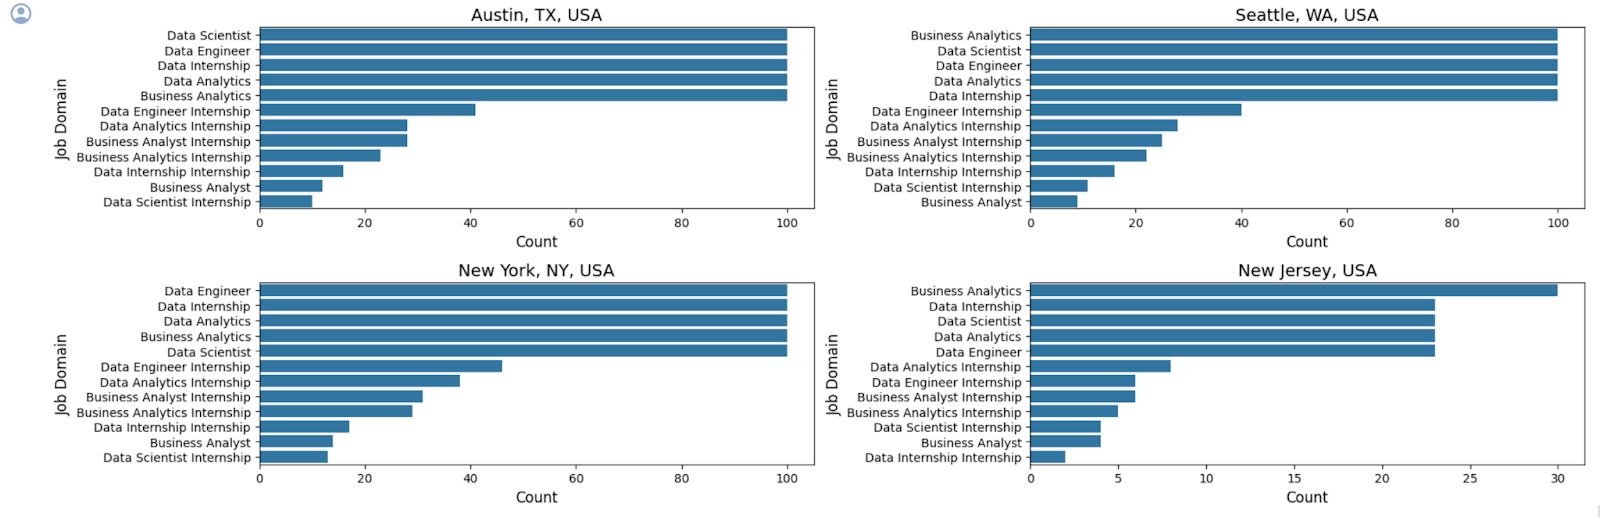 Austin, TX, USA
Job Domain
Data Scientist
Data Engineer
Data Internship
Data Analytics
Business Analytics
Data Engineer Internship
Data Analytics Internship
Business Analyst Internship
Business Analytics Internship
Data Internship Internship
Business Analyst
Data Scientist Internship
0 20 40 60 80 100
Count
Seattle, WA, USA
Job Domain
Business Analytics
Data Scientist
Data Engineer
Data Analytics
Data Internship
Data Engineer Internship
Data Analytics Internship
Business Analyst Internship
Business Analytics Internship
Data Internship Internship
Data Scientist Internship
Business Analyst
0 20 40 60 80 100
Count
New York, NY, USA
Job Domain
Data Engineer
Data Internship
Data Analytics
Business Analytics
Data Scientist
Data Engineer Internship
Data Analytics Internship
Business Analyst Internship
Business Analytics Internship
Data Internship Internship
Business Analyst
Data Scientist Internship
0 20 40 60 80 100
Count
New Jersey, USA
Job Domain
Business Analytics
Data Internship
Data Scientist
Data Analytics
Data Engineer
Data Analytics Internship
Data Engineer Internship
Business Analyst Internship
Business Analytics Internship
Data Scientist Internship
Business Analyst
Data Internship Internship
0 5 10 15 20 25 30
Count